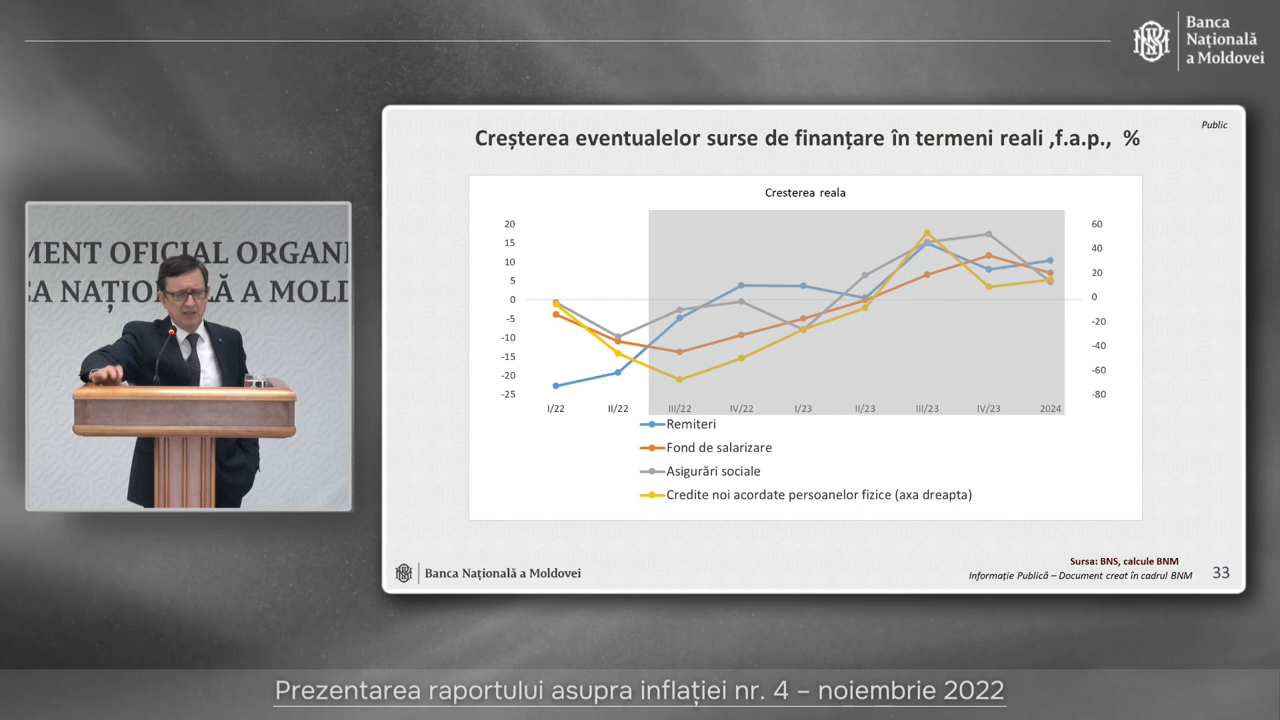 Banca
Națională
a Moldovei
Public
Creșterea eventualelor surse de finanțare în termeni reali ,f.a.p., %
Cresterea reala
20
15
10
5
0
-5
-10
-15
-20
-25
60
40
20
0
-20
-40
-60
-80
I/22 II/22 III/22 IV/22 I/23 II/23 III/23 IV/23 2024
Remiteri
Fond de salarizare
Asigurări sociale
Credite noi acordate persoanelor fizice (axa dreapta)
MENT OFICIAL ORGANI
CA NAȚIO Ă A MOLD
Banca Națională a Moldovei
Sursa: BNS, calcule BNM
Informație Publică – Document creat în cadrul BNM
33
Prezentarea raportului asupra inflației nr. 4 – noiembrie 2022